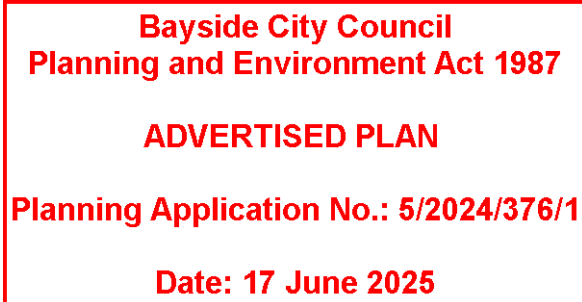 Bayside City Council
Planning and Environment Act 1987
ADVERTISED PLAN
Planning Application No.: 5/2024/376/1
Date: 17 June 2025